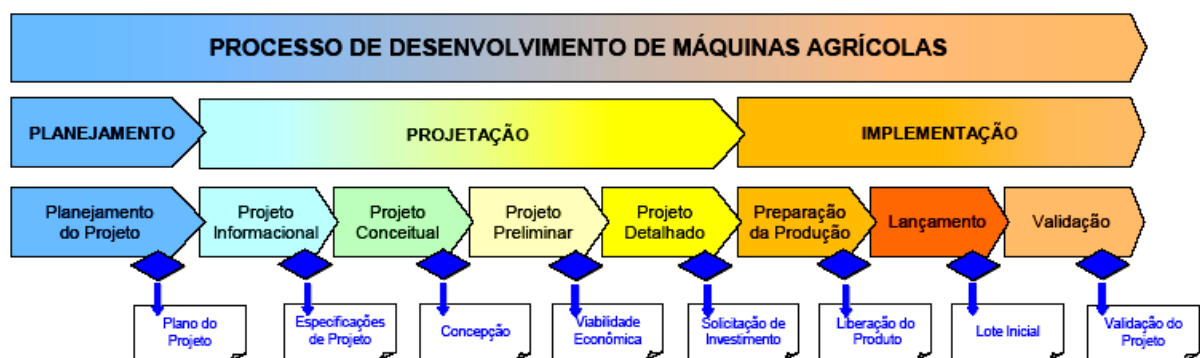 PROCESSO DE DESENVOLVIMENTO DE MÁQUINAS AGRÍCOLAS
PLANEJAMENTO
PROJETAÇÃO
IMPLEMENTAÇÃO
Planejamento
do Projeto
Projeto
Informacional
Projeto
Conceitual
Projeto
Preliminar
Projeto
Detalhado
Preparação
da Produção
Lançamento
Validação
Plano do
Projeto
Especificações
de Projeto
Concepção
Viabilidade
Econômica
Solicitação de
Investimento
Liberação do
Produto
Lote Inicial
Validação do
Projeto